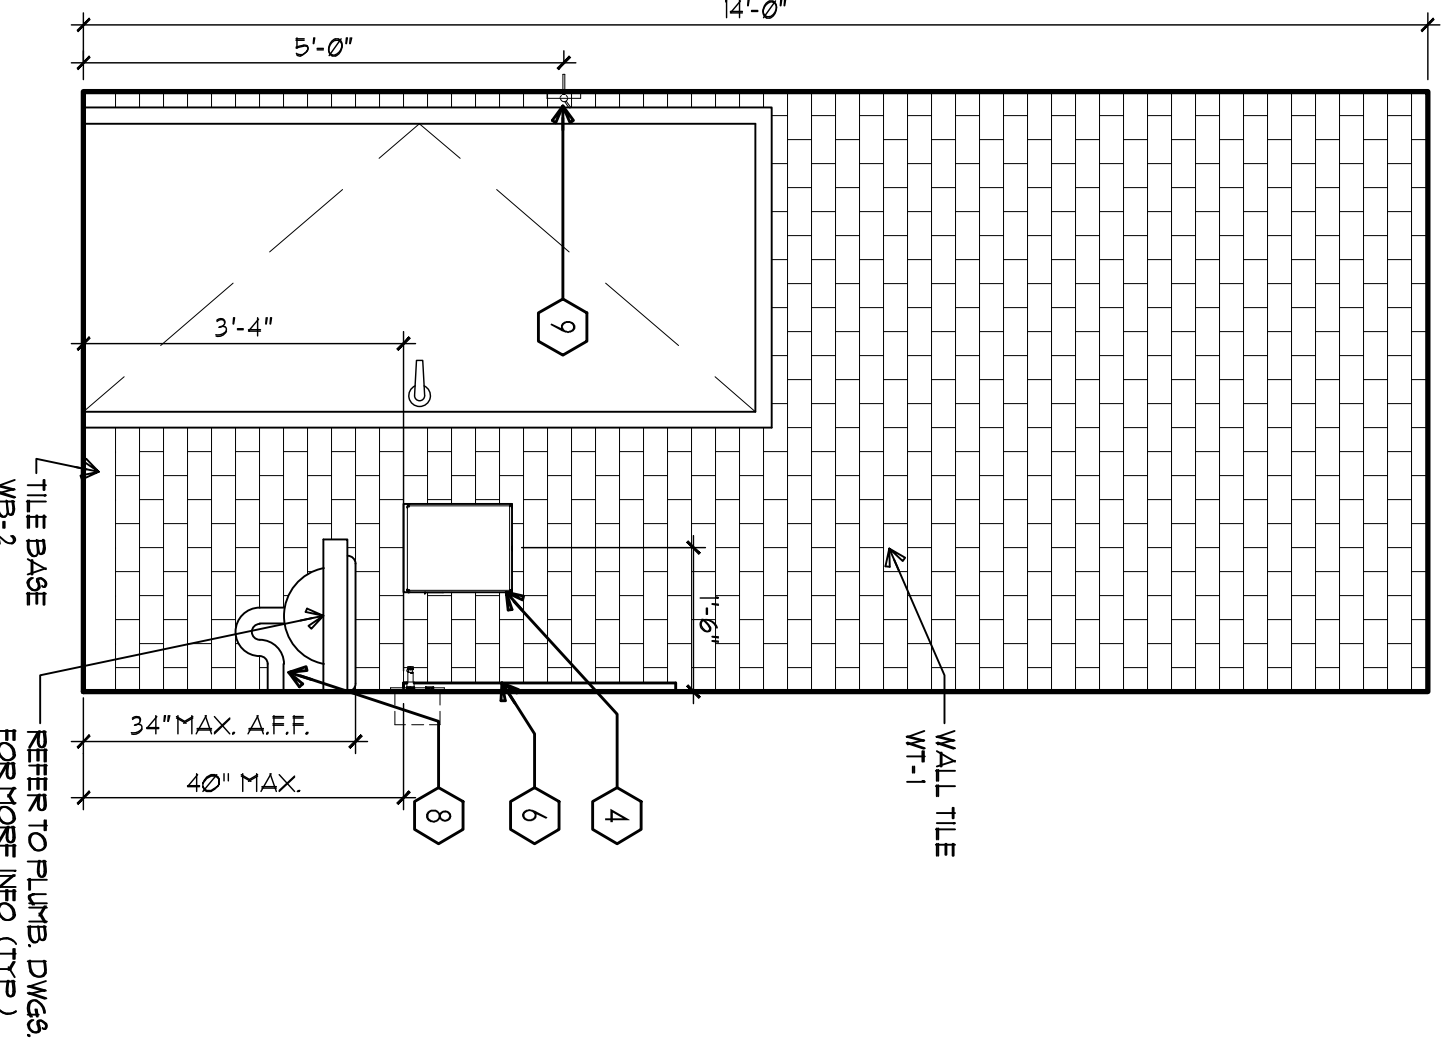 14'-0"
5'-0"
9
3'-4"
1'-6"
TILE BASE
WB-2
34" MAX. A.F.F.
40" MAX.
8
6
4
WALL TILE
WT-1
REFER TO PLUMB. DWGS.
FOR MORE INFO (TYP.)